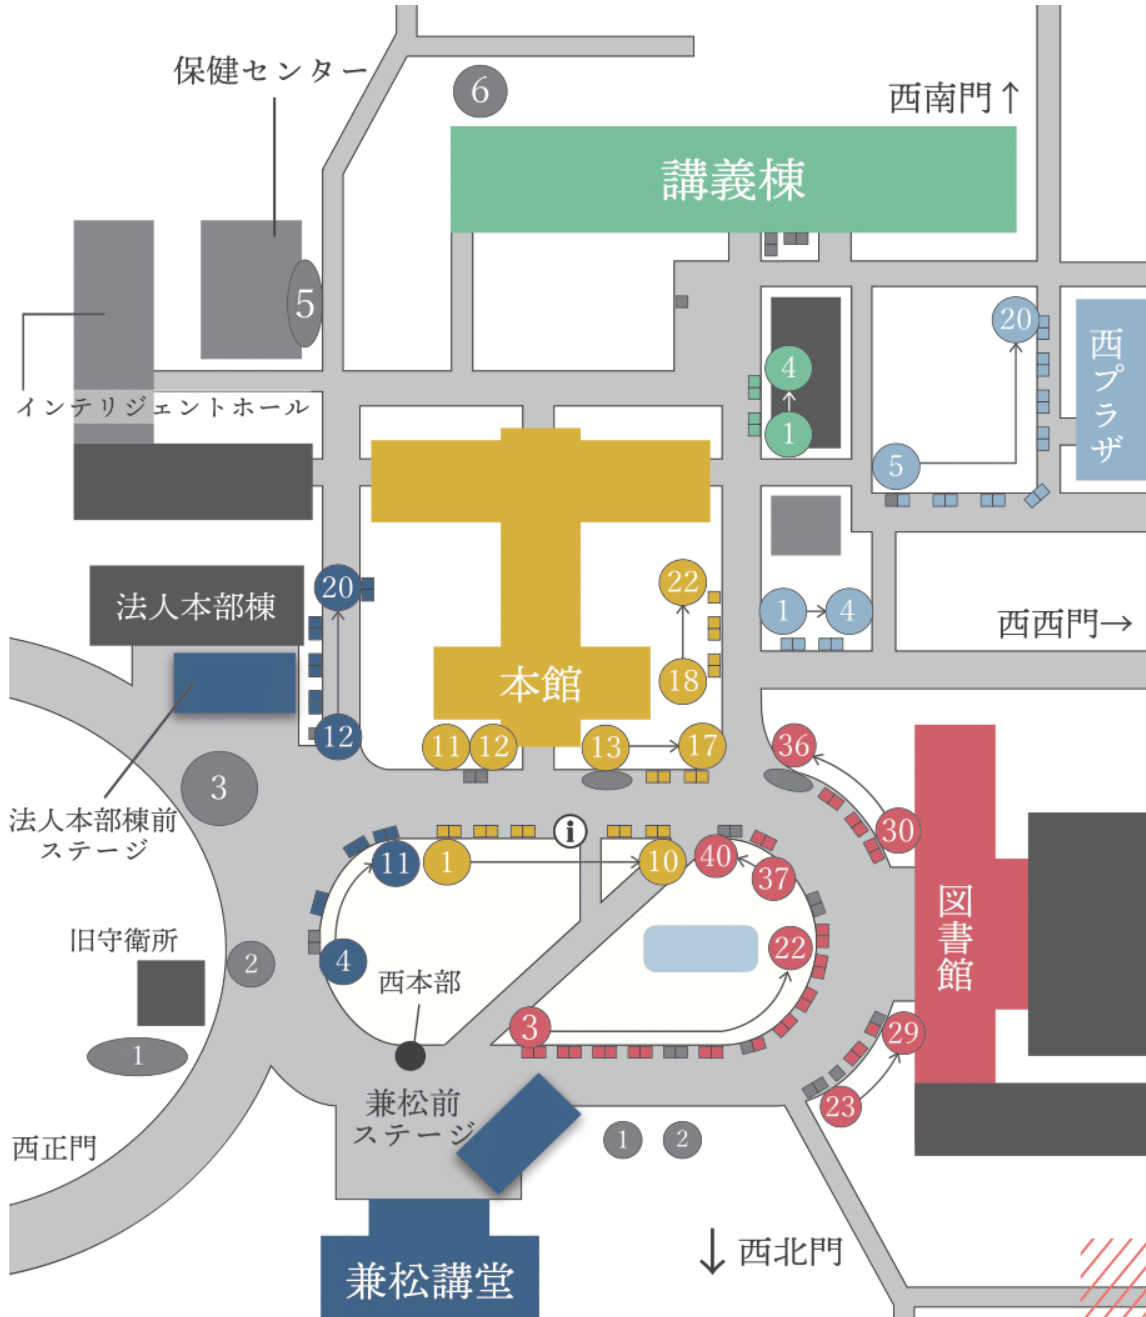 保健センター
6
西南門↑
講義棟
5
20
西プラザ
4
インテリジェントホール
1
5
法人本部棟
20
22
1
4
西西門→
本館
18
12
11
12
13
17
36
3
法人本部棟前
ステージ
i
30
11
1
10
40
37
図書館
旧守衛所
2
4
西本部
22
3
29
1
兼松前
ステージ
23
西正門
1
2
↓西北門
兼松講堂